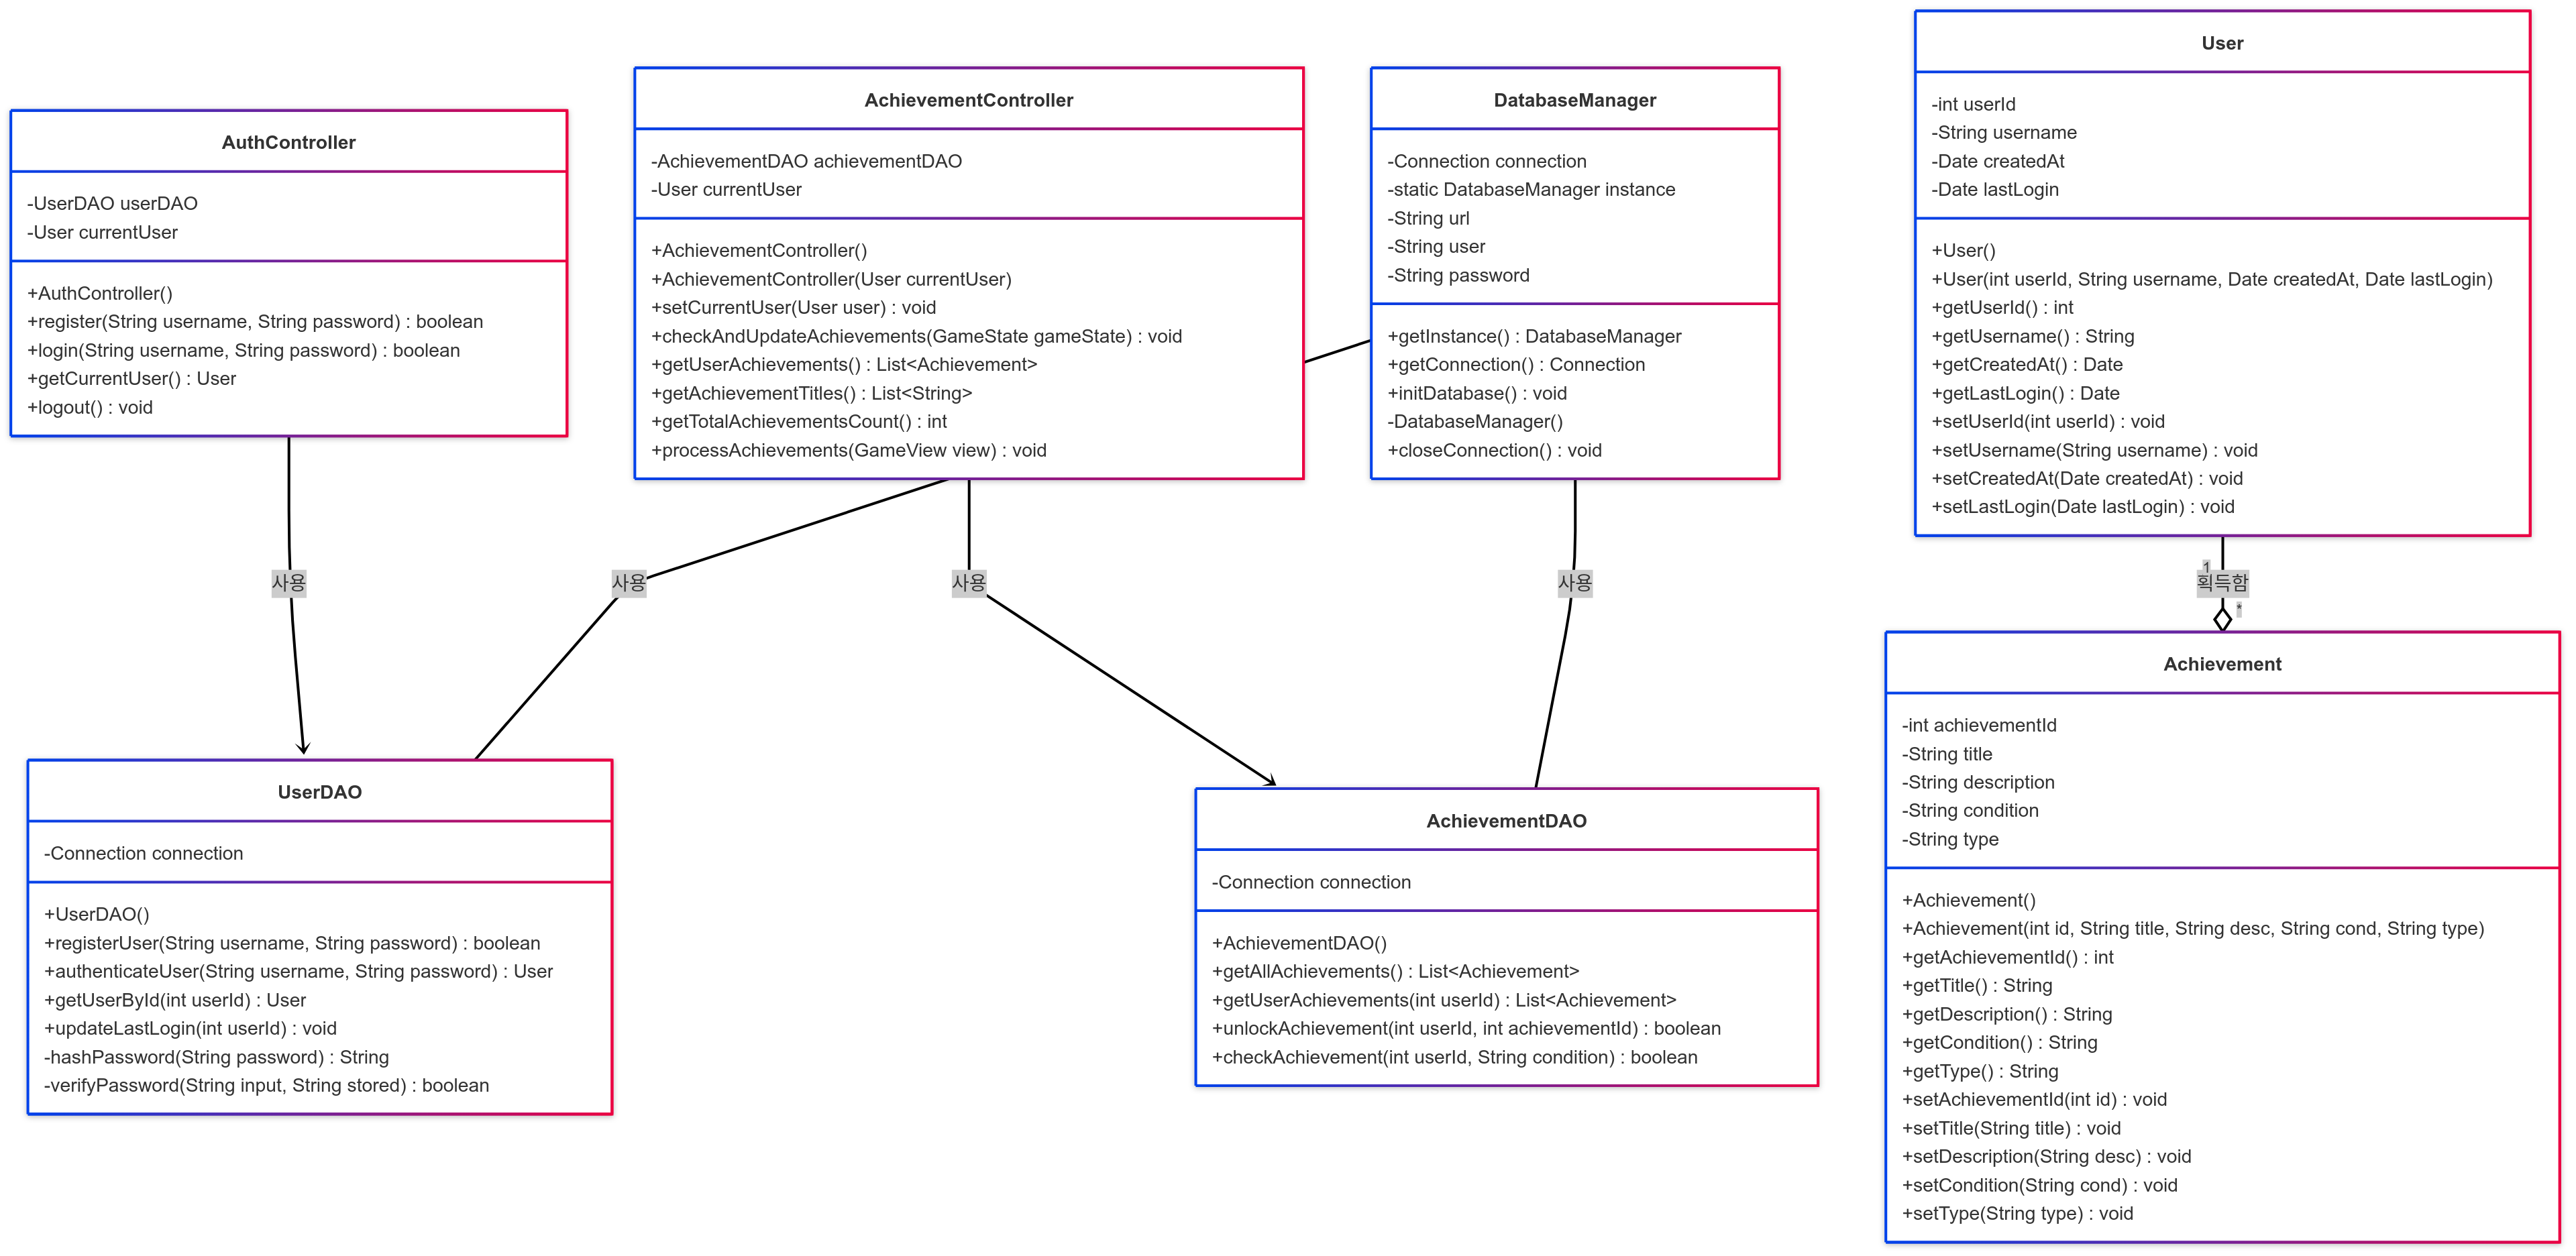 AuthController
-UserDAO userDAO
-User currentUser
+AuthController()
+register(String username, String password) : boolean
+login(String username, String password) : boolean
+getCurrentUser() : User
+logout() : void
AchievementController
-AchievementDAO achievementDAO
-User currentUser
+AchievementController()
+AchievementController(User currentUser)
+setCurrentUser(User user) : void
+checkAndUpdateAchievements(GameState gameState) : void
+getUserAchievements() : List<Achievement>
+getAchievementTitles() : List<String>
+getTotalAchievementsCount() : int
+processAchievements(GameView view) : void
DatabaseManager
-Connection connection
-static DatabaseManager instance
-String url
-String user
-String password
+getInstance() : DatabaseManager
+getConnection() : Connection
+initDatabase() : void
-DatabaseManager()
+closeConnection() : void
User
-int userId
-String username
-Date createdAt
-Date lastLogin
+User()
+User(int userId, String username, Date createdAt, Date lastLogin)
+getUserId() : int
+getUsername() : String
+getCreatedAt() : Date
+getLastLogin() : Date
+setUserId(int userId) : void
+setUsername(String username) : void
+setCreatedAt(Date createdAt) : void
+setLastLogin(Date lastLogin) : void
사용
사용
사용
사용
1
획득함
*
UserDAO
-Connection connection
+UserDAO()
+registerUser(String username, String password) : boolean
+authenticateUser(String username, String password) : User
+getUserById(int userId) : User
+updateLastLogin(int userId) : void
-hashPassword(String password) : String
-verifyPassword(String input, String stored) : boolean
AchievementDAO
-Connection connection
+AchievementDAO()
+getAllAchievements() : List<Achievement>
+getUserAchievements(int userId) : List<Achievement>
+unlockAchievement(int userId, int achievementId) : boolean
+checkAchievement(int userId, String condition) : boolean
Achievement
-int achievementId
-String title
-String description
-String condition
-String type
+Achievement()
+Achievement(int id, String title, String desc, String cond, String type)
+getAchievementId() : int
+getTitle() : String
+getDescription() : String
+getCondition() : String
+getType() : String
+setAchievementId(int id) : void
+setTitle(String title) : void
+setDescription(String desc) : void
+setCondition(String cond) : void
+setType(String type) : void